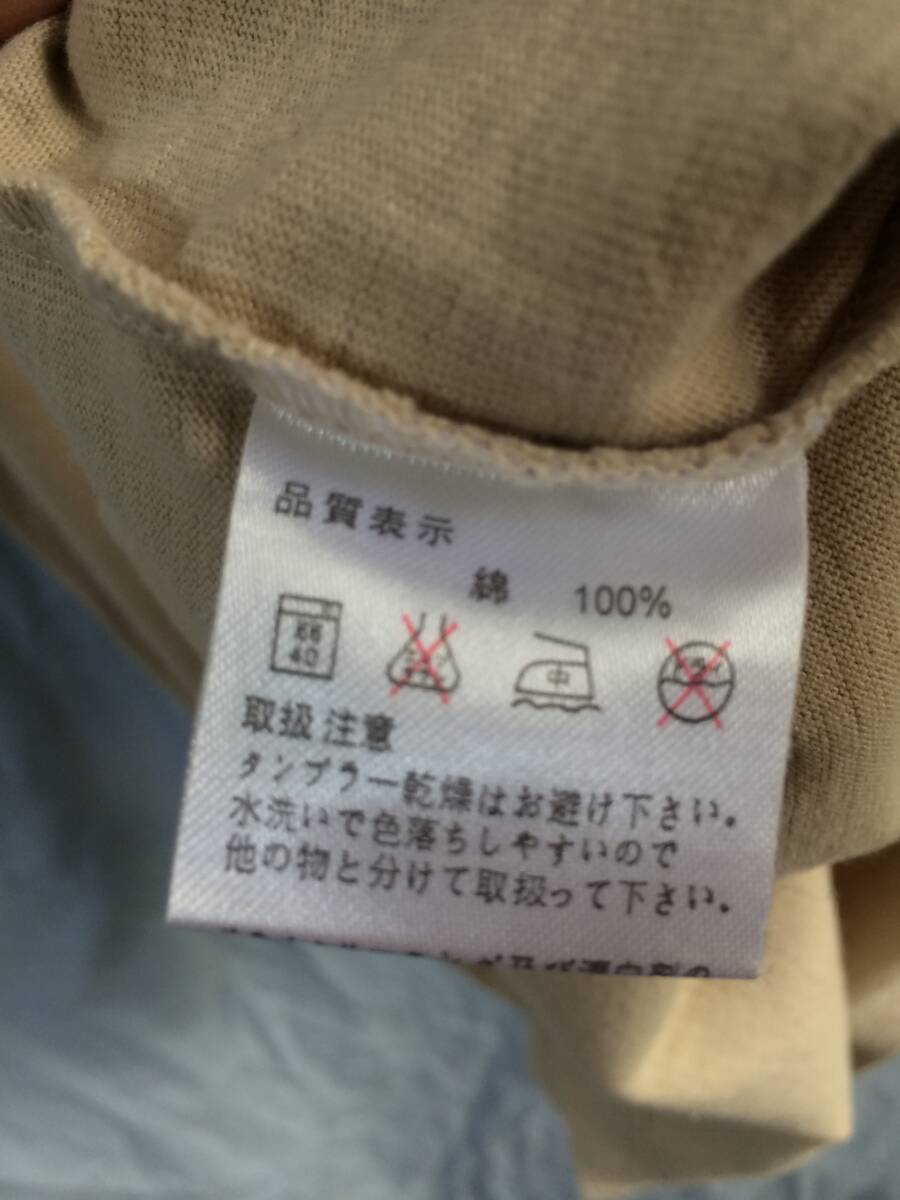 品質表示
綿 100%
40
中
取扱注意
タンブラー乾燥はお避け下さい。
水洗いで色落ちしやすいので
他の物と分けて取扱って下さい。